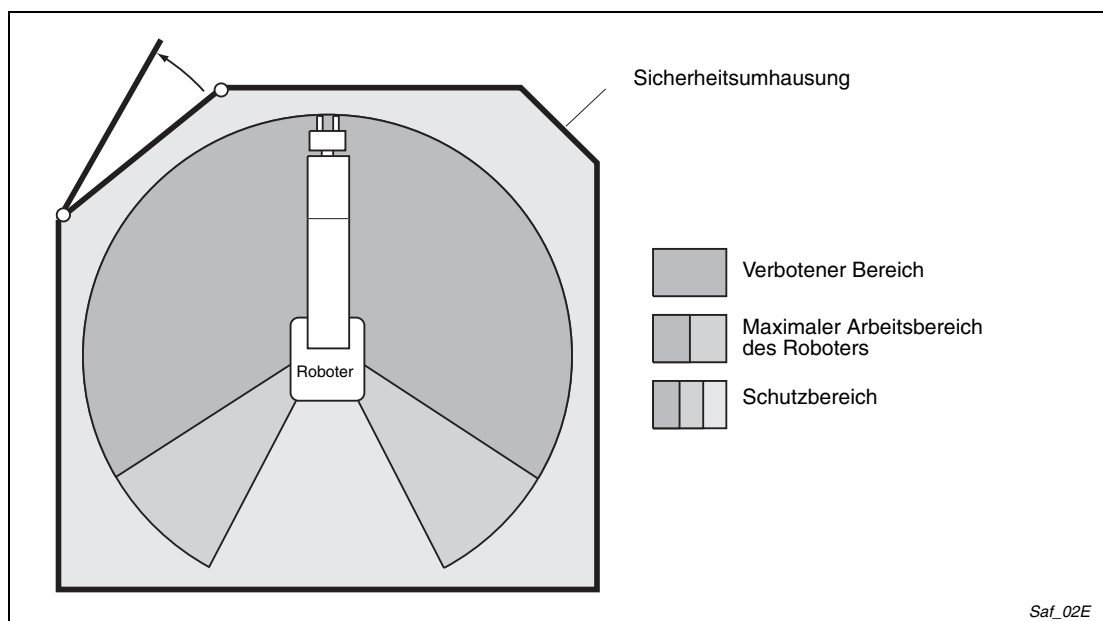 Sicherheitsumhausung
Roboter
Verbotener Bereich
Maximaler Arbeitsbereich
des Roboters
Schutzbereich
Saf_02E